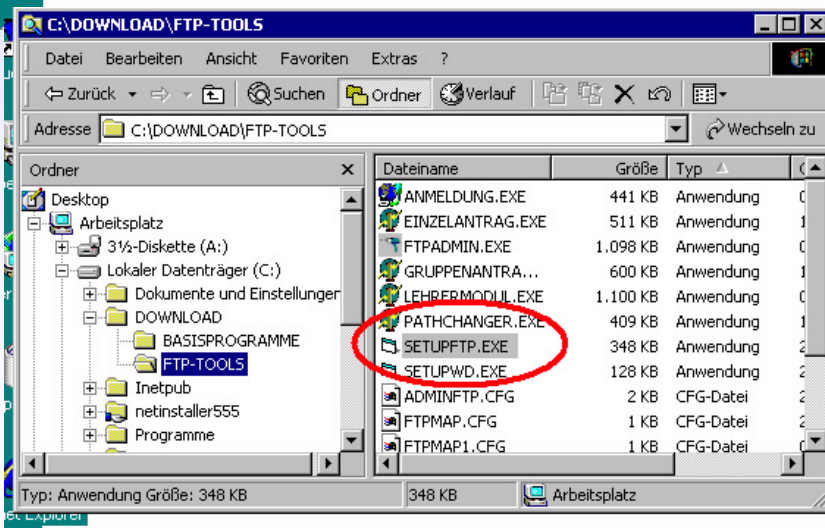 C:\DOWNLOAD\FTP-TOOLS
Datei Bearbeiten Ansicht Favoriten Extras ?
Zurück Suchen Ordner Verlauf
Adresse C:\DOWNLOAD\FTP-TOOLS Wechseln zu
Ordner
Desktop
Arbeitsplatz
3½-Diskette (A:)
Lokaler Datenträger (C:)
Dokumente und Einstellunger
DOWNLOAD
BASISPROGRAMME
FTP-TOOLS
Inetpub
netinstaller555
Programme
Dateiname Größe Typ
ANMELDUNG.EXE 441 KB Anwendung
EINZELANTRAG.EXE 511 KB Anwendung
FTPADMIN.EXE 1.098 KB Anwendung
GRUPPENANTRA... 600 KB Anwendung
LEHRERMODUL.EXE 1.100 KB Anwendung
PATHCHANGER.EXE 409 KB Anwendung
SETUPFTP.EXE 348 KB Anwendung
SETUPWD.EXE 128 KB Anwendung
ADMINFTP.CFG 2 KB CFG-Datei
FTPMAP.CFG 1 KB CFG-Datei
FTPMAP1.CFG 1 KB CFG-Datei
Typ: Anwendung Größe: 348 KB 348 KB Arbeitsplatz
net Explorer